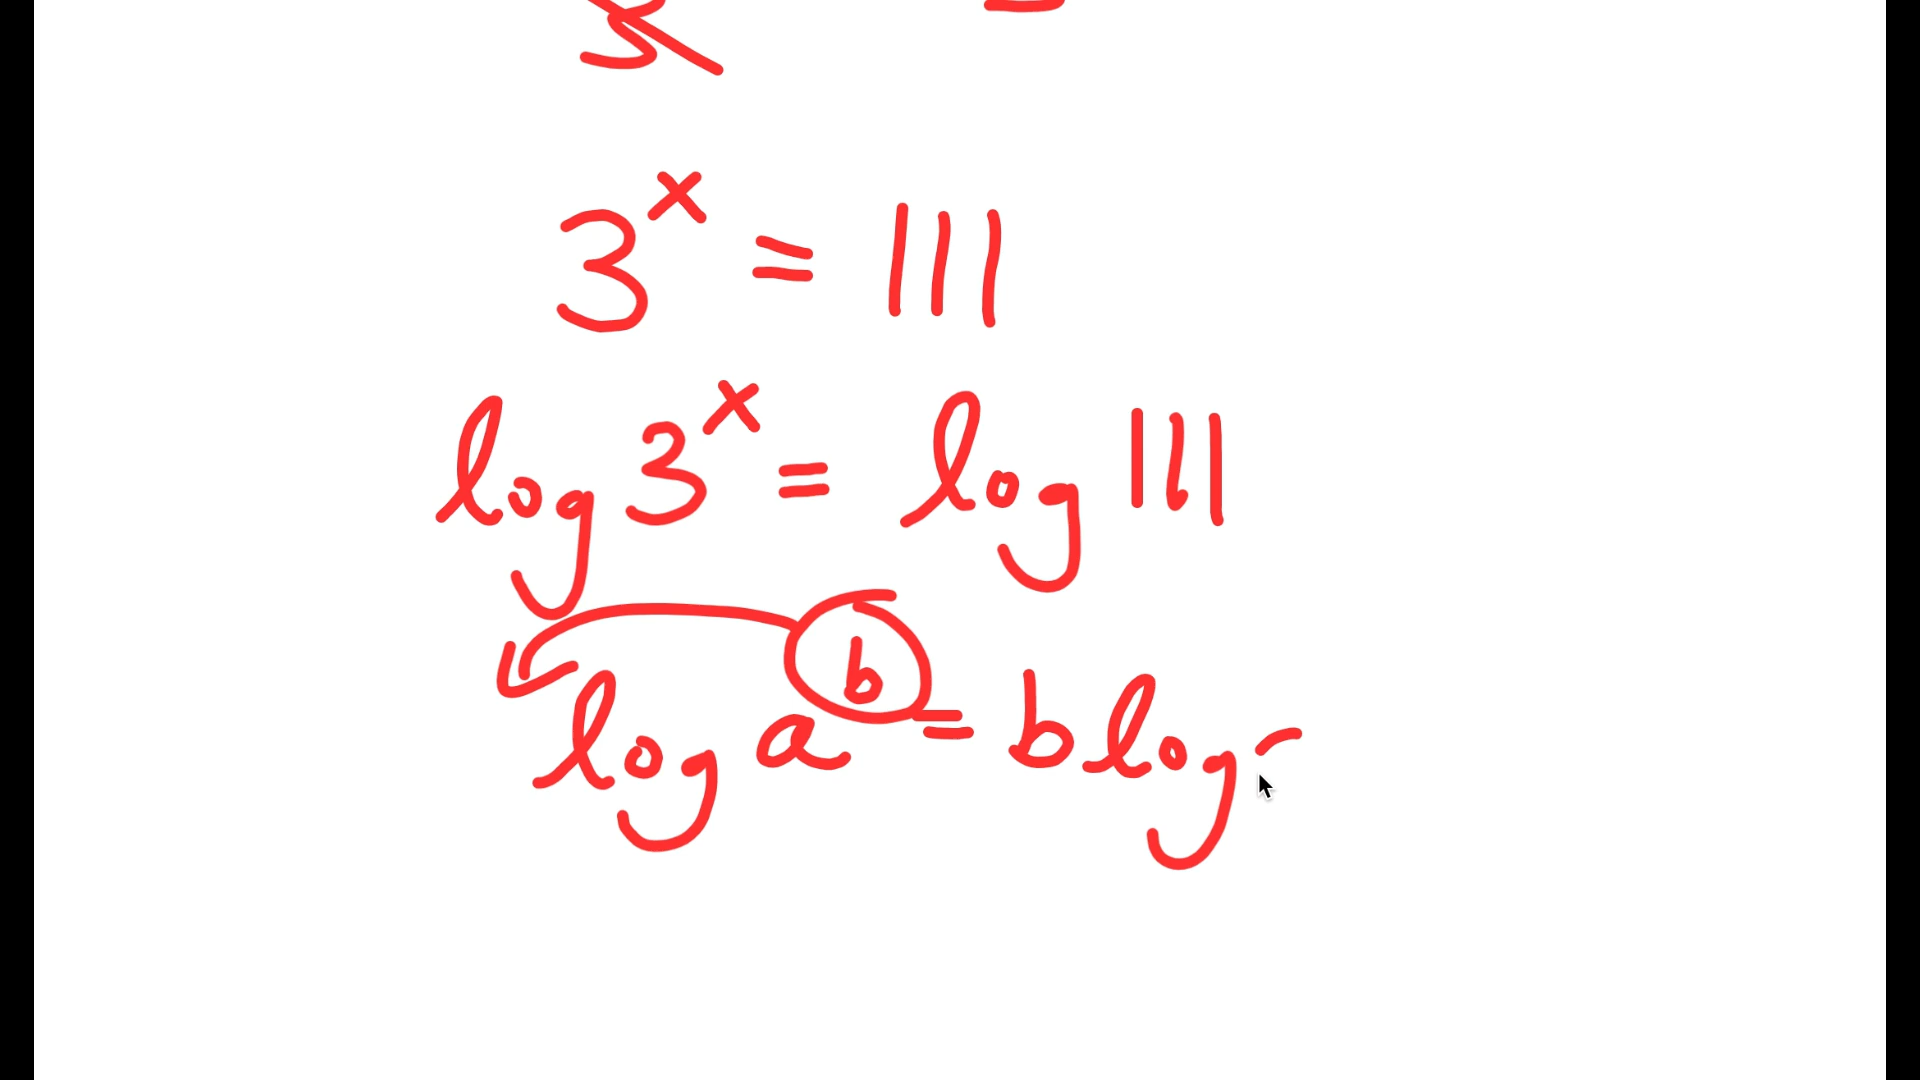 3^x = 111
log 3^x = log 111
log a^b = b log